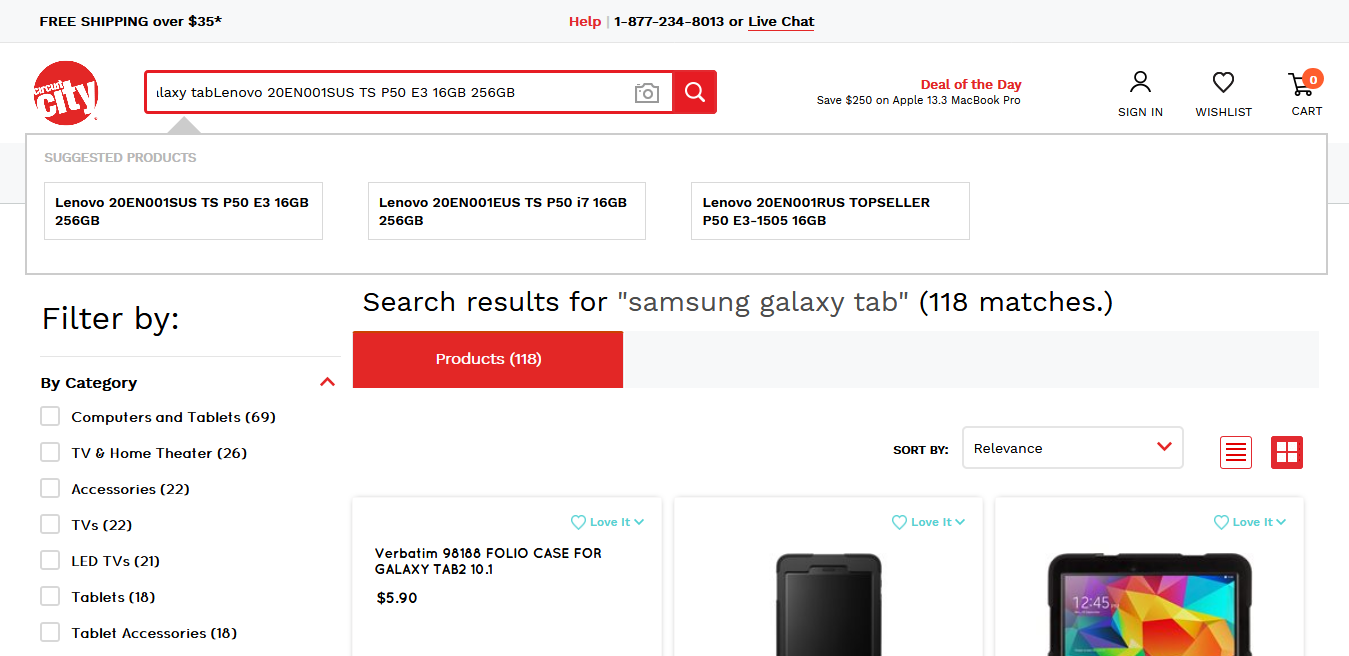 FREE SHIPPING over $35*
Help | 1-877-234-8013 or Live Chat
circuit
city
laxy tabLenovo 20EN001SUS TS P50 E3 16GB 256GB
Deal of the Day
Save $250 on Apple 13.3 MacBook Pro
SIGN IN
WISHLIST
0
CART
SUGGESTED PRODUCTS
Lenovo 20EN001SUS TS P50 E3 16GB
256GB
Lenovo 20EN001EUS TS P50 i7 16GB
256GB
Lenovo 20EN001RUS TOPSELLER
P50 E3-1505 16GB
Filter by:
Search results for "samsung galaxy tab" (118 matches.)
Products (118)
By Category
Computers and Tablets (69)
TV & Home Theater (26)
Accessories (22)
TVs (22)
LED TVs (21)
Tablets (18)
Tablet Accessories (18)
SORT BY:
Relevance
Love It
Verbatim 98188 FOLIO CASE FOR
GALAXY TAB2 10.1
$5.90
Love It
Love It
12:45